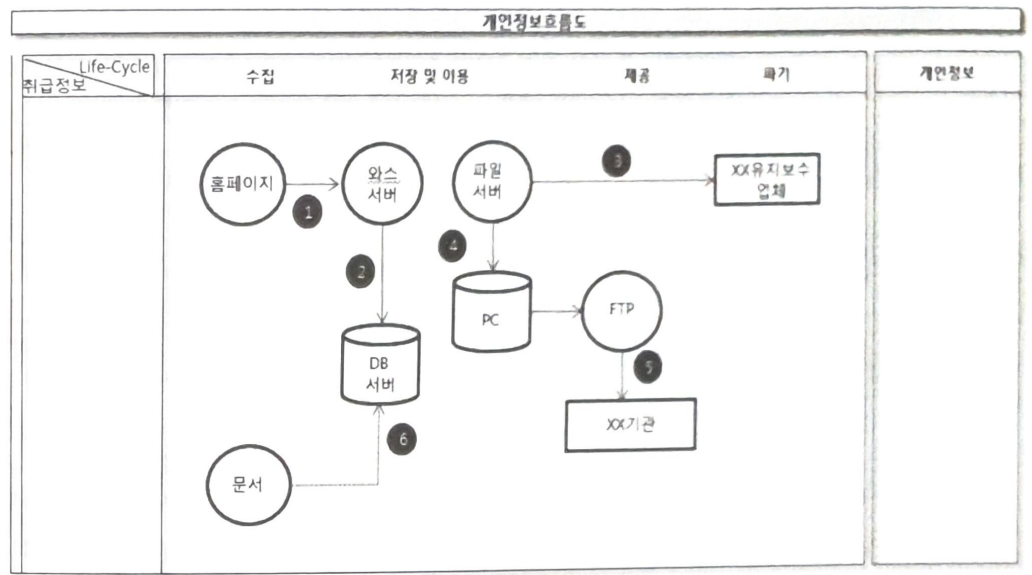 개인정보흐름도
Life-Cycle
취급정보
수집
저장 및 이용
제공
파기
개인정보
홈페이지
1
와스
서버
파일
서버
3
XX유지보수
업체
2
4
PC
FTP
DB
서버
5
XX기관
6
문서